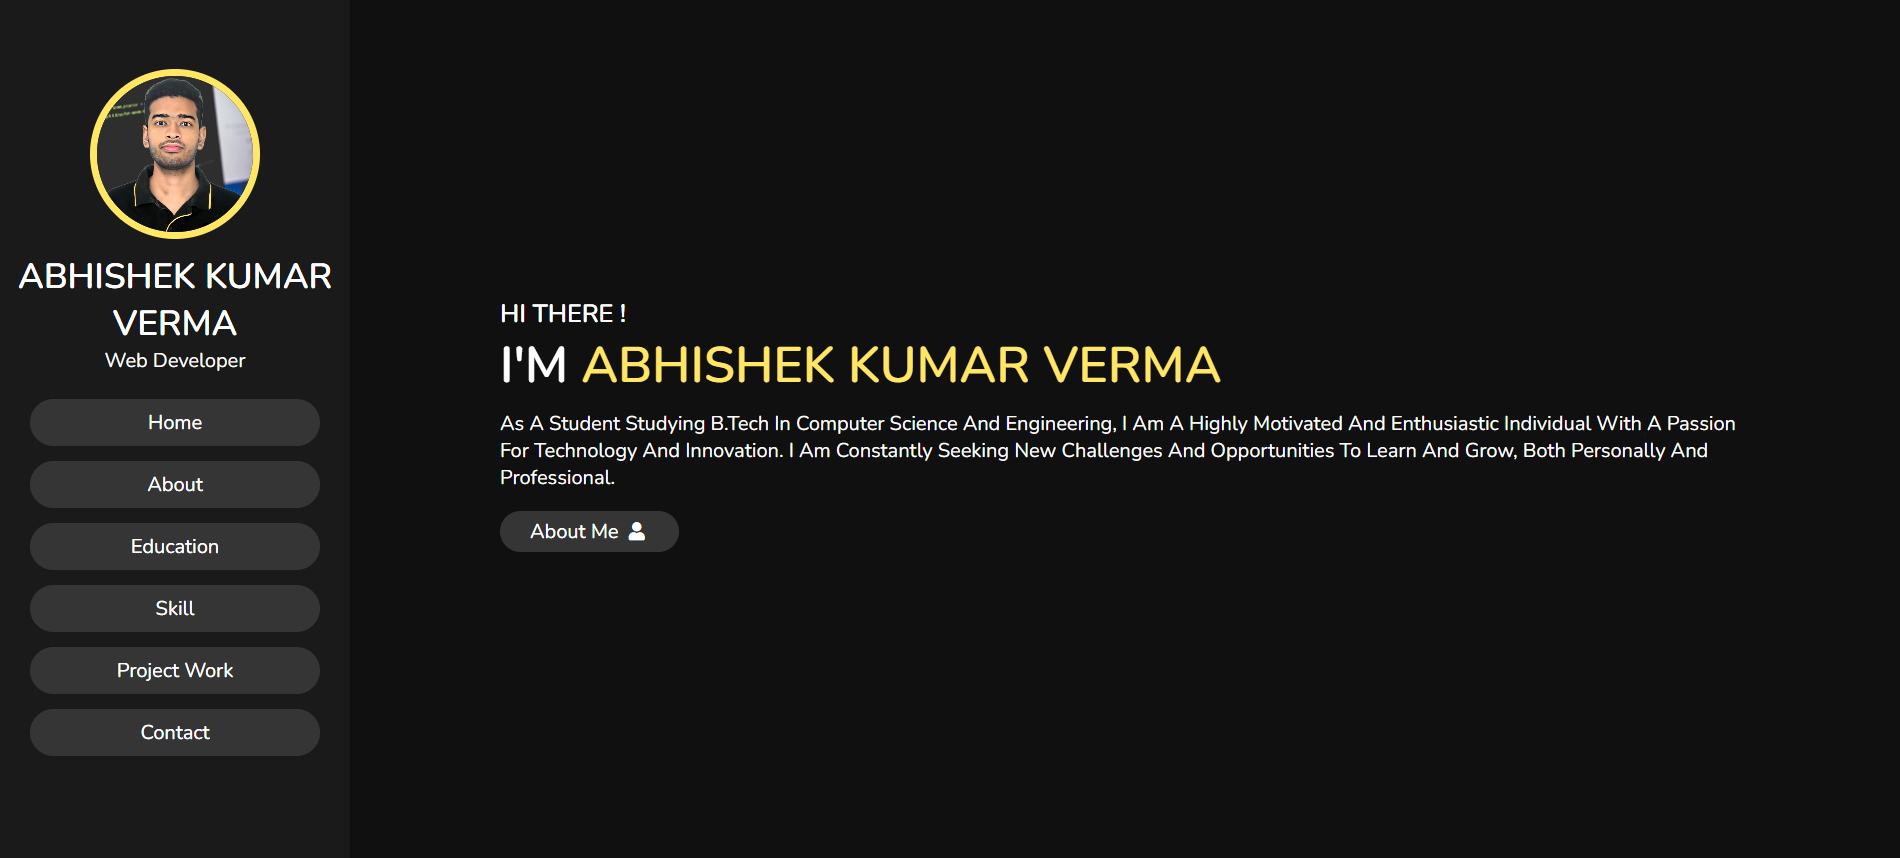 ABHISHEK KUMAR
VERMA
Web Developer
Home
About
Education
Skill
Project Work
Contact
HI THERE !
I'M ABHISHEK KUMAR VERMA
As A Student Studying B.Tech In Computer Science And Engineering, I Am A Highly Motivated And Enthusiastic Individual With A Passion
For Technology And Innovation. I Am Constantly Seeking New Challenges And Opportunities To Learn And Grow, Both Personally And
Professional.
About Me